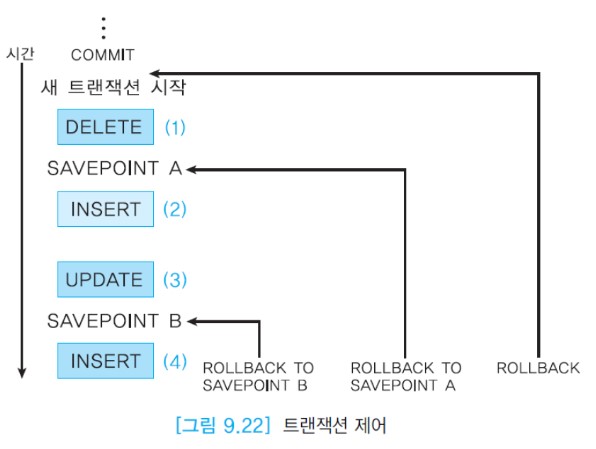 시간
COMMIT
새 트랜잭션 시작
DELETE (1)
SAVEPOINT A
INSERT (2)
UPDATE (3)
SAVEPOINT B
INSERT (4)
ROLLBACK TO
SAVEPOINT B
ROLLBACK TO
SAVEPOINT A
ROLLBACK
[그림 9.22] 트랜잭션 제어